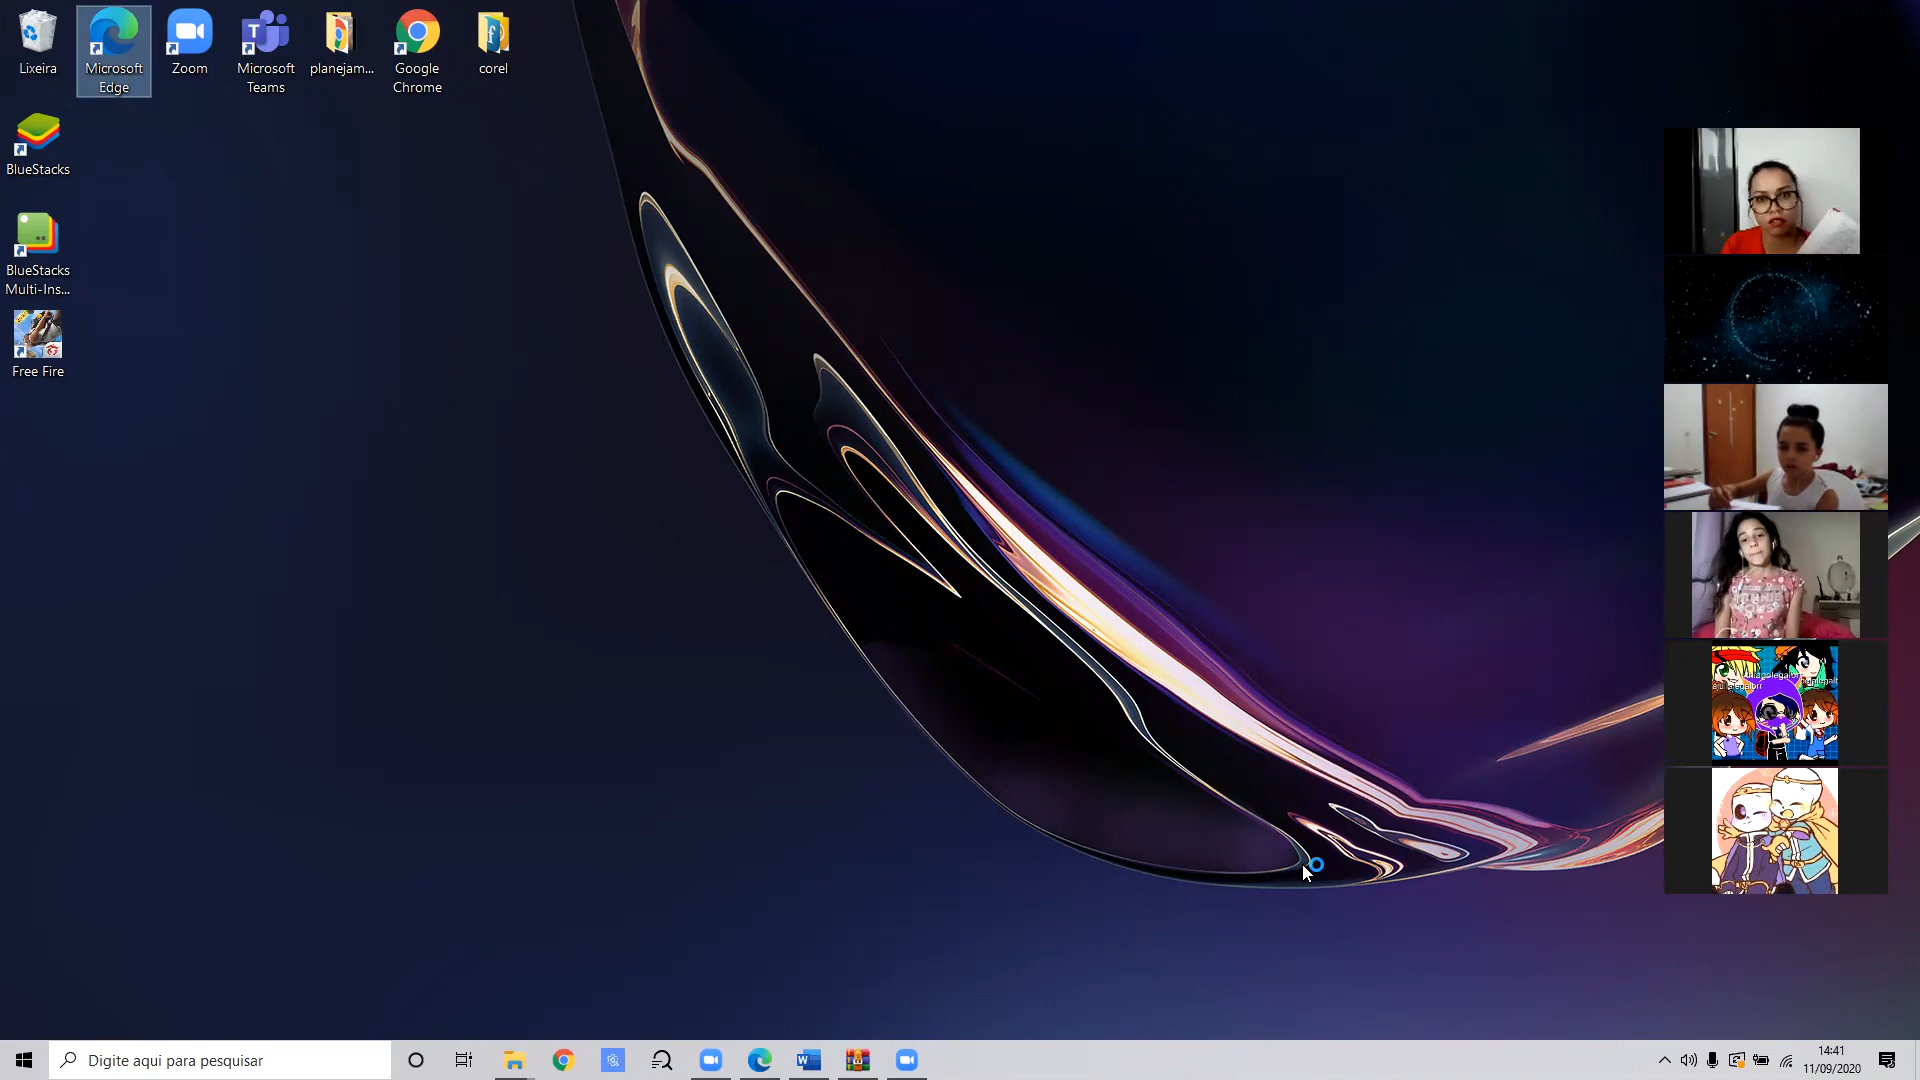 Lixeira
Microsoft
Edge
Zoom
Microsoft
Teams
planejam...
Google
Chrome
corel
BlueStacks
BlueStacks
Multi-Ins...
Free Fire
Digite aqui para pesquisar
14:41
11/09/2020